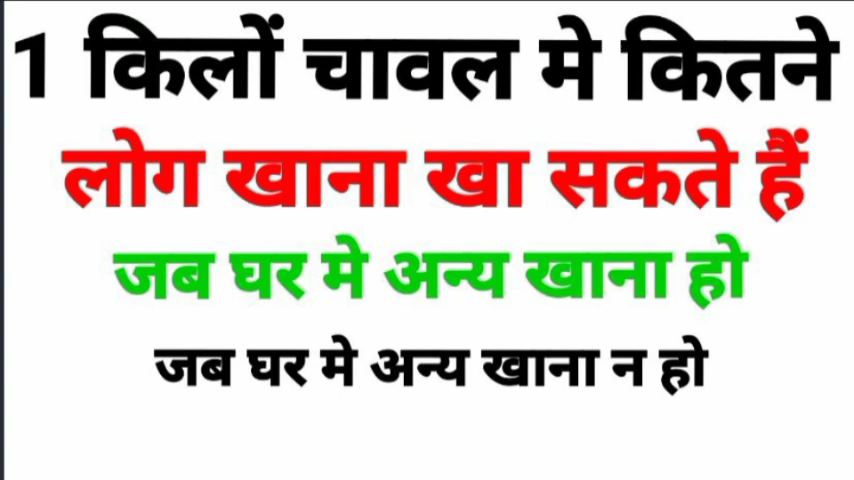 1 किलों चावल मे कितने
लोग खाना खा सकते हैं
जब घर मे अन्य खाना हो
जब घर मे अन्य खाना न हो